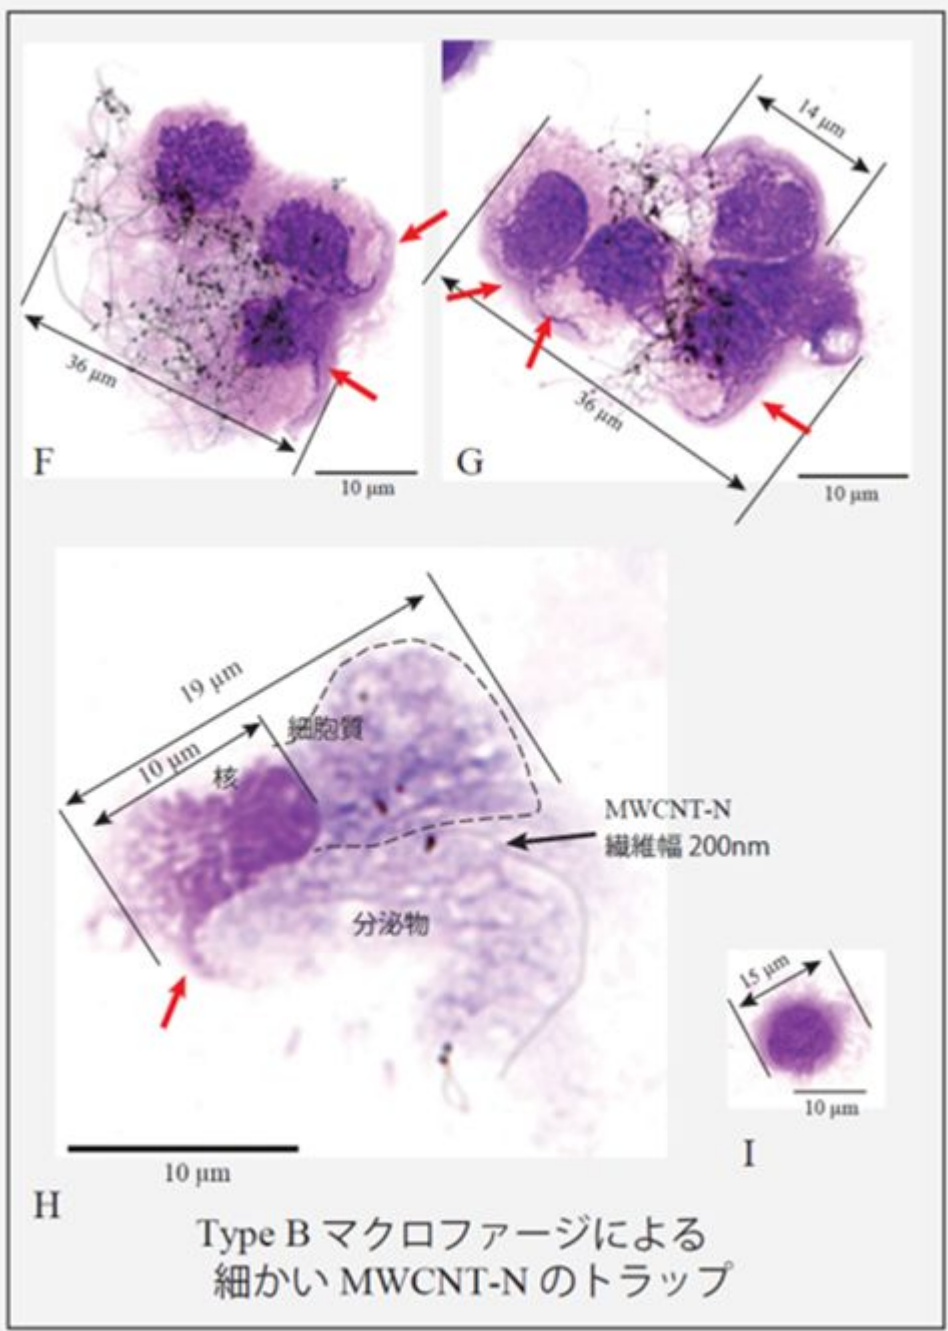 14 µm
36 µm
36 µm
F
10 µm
G
10 µm
19 µm
細胞質
10 µm
核
MWCNT-N
繊維幅 200nm
分泌物
15 µm
10 µm
I
10 µm
H
Type B マクロファージによる
細かい MWCNT-N のトラップ